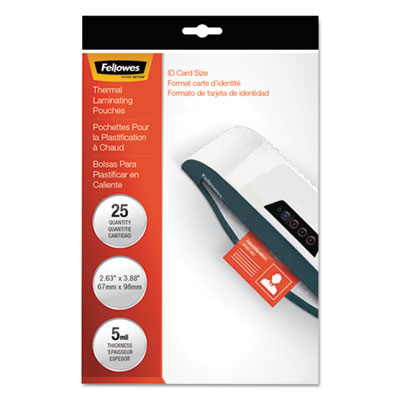 Fellowes
ID Card Size
Format carte d'identité
Formato de tarjeta de identidad
Thermal
Laminating
Pouches
Pochettes Pour
la Plastification
à Chaud
Bolsas Para
Plastificar en
Caliente
25
QUANTITY
QUANTITÉ
CANTIDAD
2.63" x 3.88"
67mm x 98mm
5mil
THICKNESS
ESPESOR
Fellowes
Identification